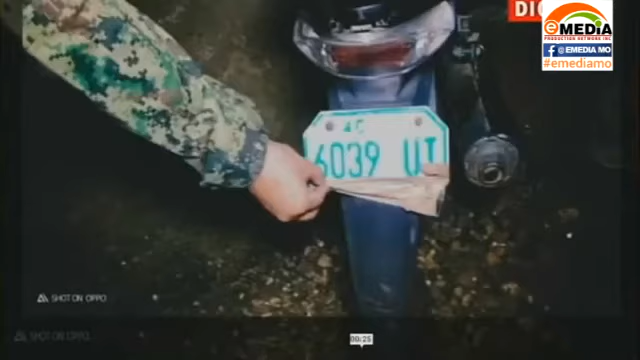 DIG
eMEDIA
PRODUCTION NETWORK INC
f @ EMEDIA MO
#emediamo
4C
6039 UT
SHOT ON OPPO
SHOT ON OPPO
00:25